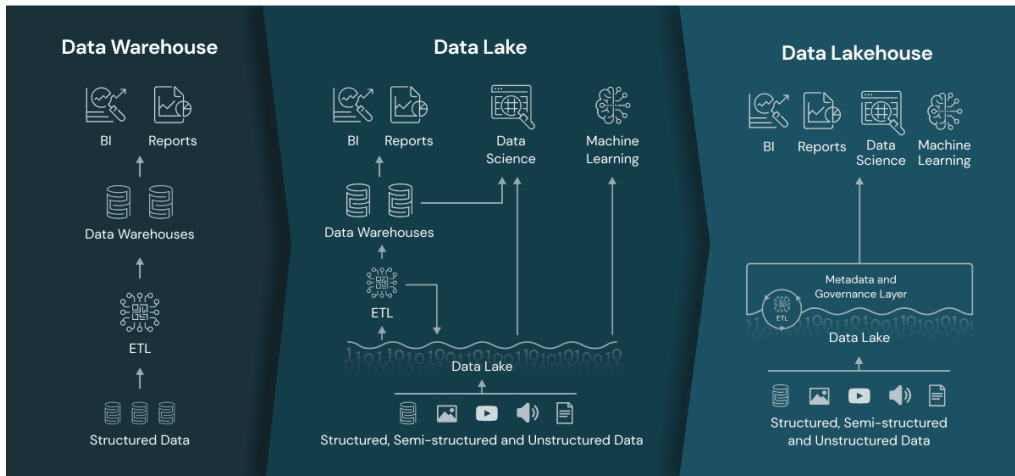 Data Warehouse
BI
Reports
Data Warehouses
ETL
Structured Data
Data Lake
BI
Reports
Data
Science
Machine
Learning
Data Warehouses
ETL
Data Lake
Structured, Semi-structured and Unstructured Data
Data Lakehouse
BI
Reports
Data
Science
Machine
Learning
Metadata and
Governance Layer
ETL
Data Lake
Structured, Semi-structured
and Unstructured Data